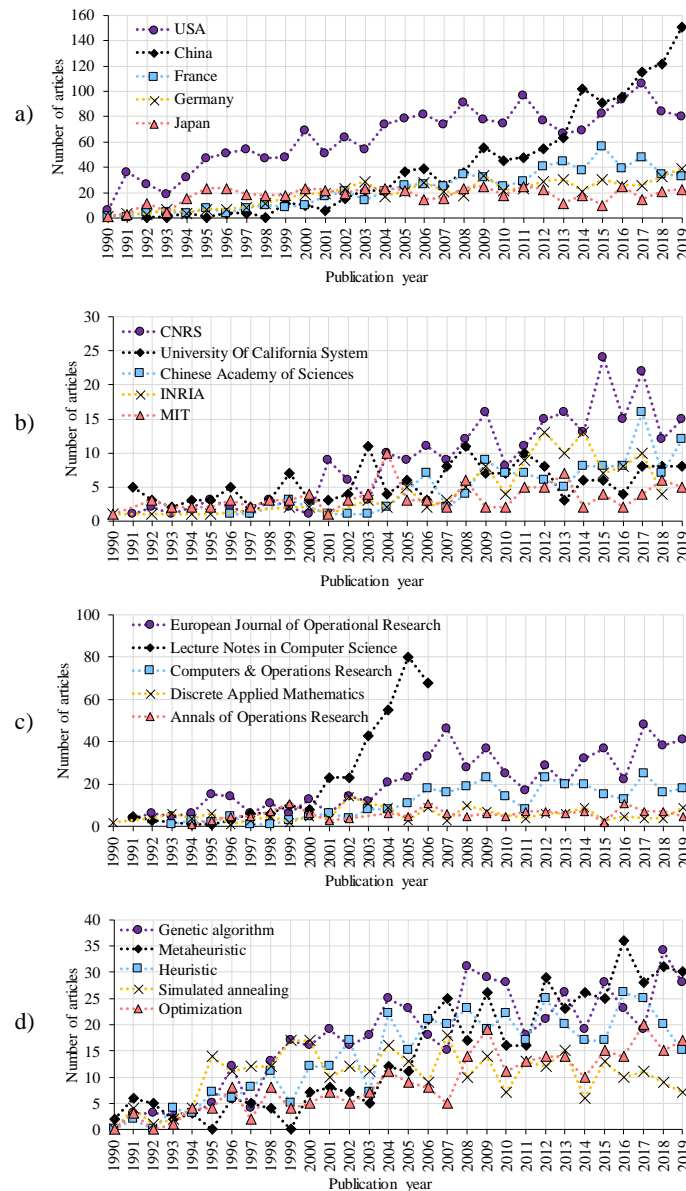 a)
Number of articles
160
140
120
100
80
60
40
20
0
USA
China
France
Germany
Japan
1990 1991 1992 1993 1994 1995 1996 1997 1998 1999 2000 2001 2002 2003 2004 2005 2006 2007 2008 2009 2010 2011 2012 2013 2014 2015 2016 2017 2018 2019
Publication year
b)
Number of articles
30
25
20
15
10
5
0
CNRS
University Of California System
Chinese Academy of Sciences
INRIA
MIT
1990 1991 1992 1993 1994 1995 1996 1997 1998 1999 2000 2001 2002 2003 2004 2005 2006 2007 2008 2009 2010 2011 2012 2013 2014 2015 2016 2017 2018 2019
Publication year
c)
Number of articles
100
80
60
40
20
0
European Journal of Operational Research
Lecture Notes in Computer Science
Computers & Operations Research
Discrete Applied Mathematics
Annals of Operations Research
1990 1991 1992 1993 1994 1995 1996 1997 1998 1999 2000 2001 2002 2003 2004 2005 2006 2007 2008 2009 2010 2011 2012 2013 2014 2015 2016 2017 2018 2019
Publication year
d)
Number of articles
40
35
30
25
20
15
10
5
0
Genetic algorithm
Metaheuristic
Heuristic
Simulated annealing
Optimization
1990 1991 1992 1993 1994 1995 1996 1997 1998 1999 2000 2001 2002 2003 2004 2005 2006 2007 2008 2009 2010 2011 2012 2013 2014 2015 2016 2017 2018 2019
Publication year